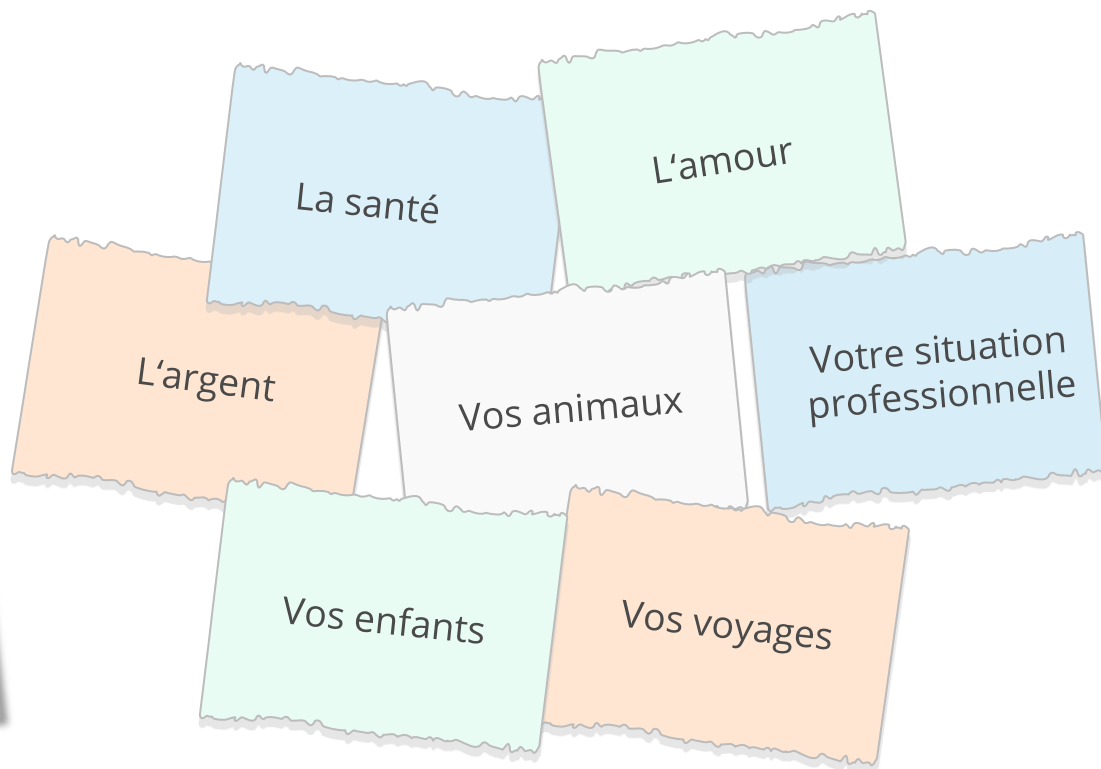 La santé
L‘amour
L‘argent
Vos animaux
Votre situation
professionnelle
Vos enfants
Vos voyages